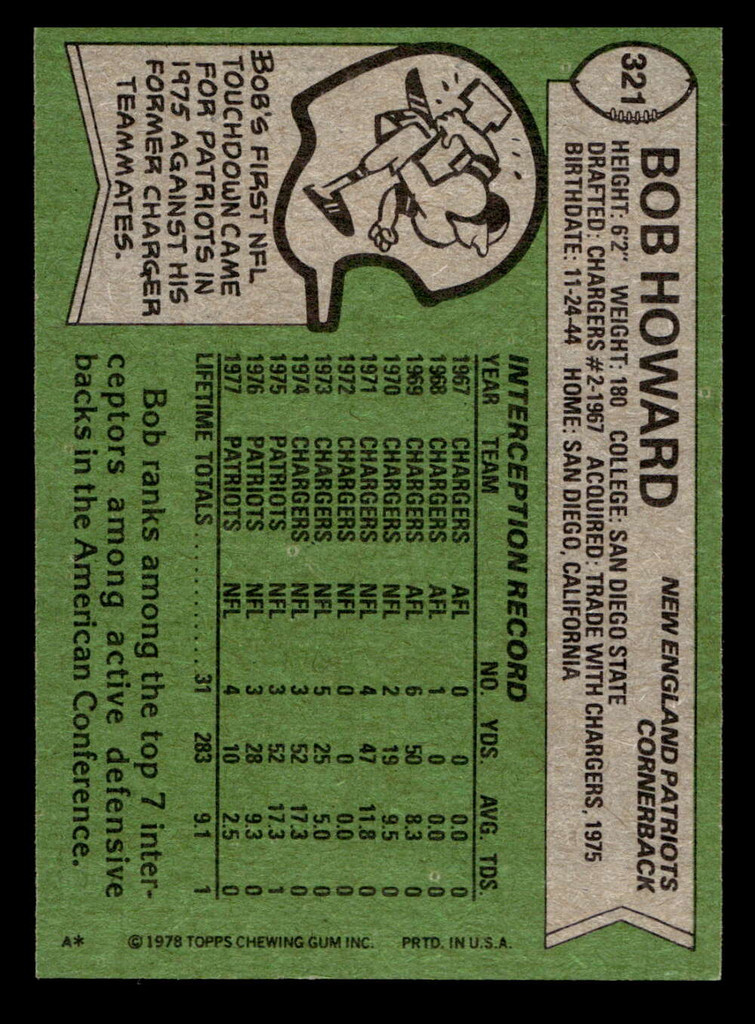 321
BOB HOWARD
NEW ENGLAND PATRIOTS
CORNERBACK
HEIGHT: 6'2" WEIGHT: 180 COLLEGE: SAN DIEGO STATE
DRAFTED: CHARGERS #2-1967 ACQUIRED: TRADE WITH CHARGERS, 1975
BIRTHDATE: 11-24-44 HOME: SAN DIEGO, CALIFORNIA
BOB'S FIRST NFL
TOUCHDOWN CAME
FOR PATRIOTS IN
1975 AGAINST HIS
FORMER CHARGER
TEAMMATES.
INTERCEPTION RECORD
YEAR TEAM NO. YDS. AVG. TDS.
1967 CHARGERS AFL 0 0 0.0 0
1968 CHARGERS AFL 1 0 0.0 0
1969 CHARGERS AFL 6 50 8.3 0
1970 CHARGERS NFL 2 19 9.5 0
1971 CHARGERS NFL 4 47 11.8 0
1972 CHARGERS NFL 0 0 0.0 0
1973 CHARGERS NFL 5 25 5.0 0
1974 CHARGERS NFL 3 52 17.3 0
1975 PATRIOTS NFL 3 52 17.3 1
1976 PATRIOTS NFL 3 28 9.3 0
1977 PATRIOTS NFL 4 10 2.5 0
LIFETIME TOTALS .......... 31 283 9.1 1
Bob ranks among the top 7 inter-
ceptors among active defensive
backs in the American Conference.
A* © 1978 TOPPS CHEWING GUM INC. PRTD. IN U.S.A.